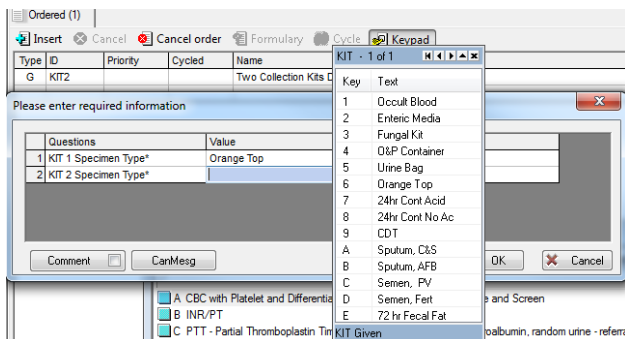 Ordered (1)
Insert Cancel Cancel order Formulary Cycle Keypad
Type ID Priority Cycled Name
G KIT2 Two Collection Kits D
Please enter required information
Questions Value
1 KIT 1 Specimen Type* Orange Top
2 KIT 2 Specimen Type*
Comment CanMesg OK Cancel
KIT - 1 of 1
Key Text
1 Occult Blood
2 Enteric Media
3 Fungal Kit
4 O&P Container
5 Urine Bag
6 Orange Top
7 24hr Cont Acid
8 24hr Cont No Ac
9 CDT
A Sputum, C&S
B Sputum, AFB
C Semen, PV
D Semen, Fert
E 72 hr Fecal Fat
KIT Given
A CBC with Platelet and Differentia e and Screen
B INR/PT
C PTT - Partial Thromboplastin Tim roalbumin, random urine - referra